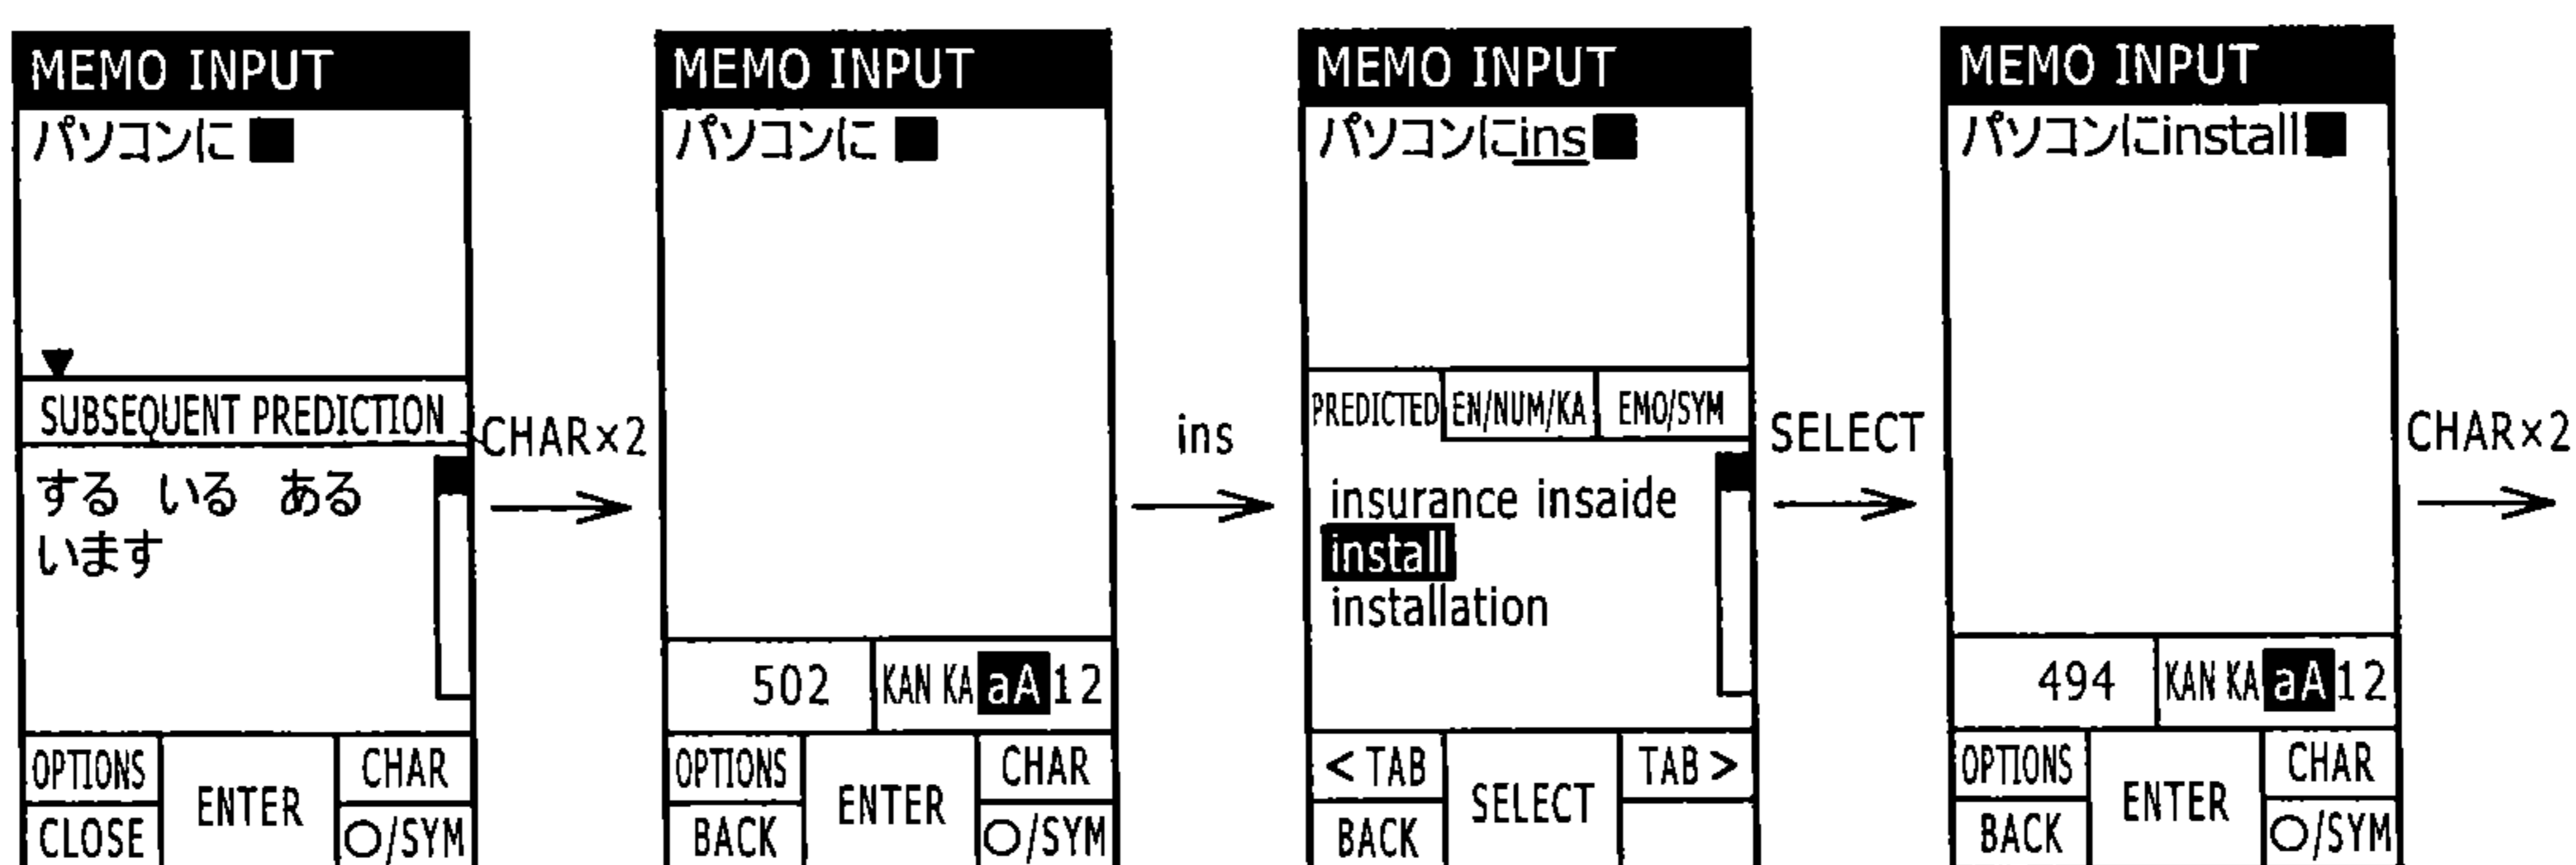 MEMO INPUT
パソコンに
SUBSEQUENT PREDICTION
する いる ある
います
OPTIONS
CLOSE
ENTER
CHAR
○/SYM
CHAR×2
MEMO INPUT
パソコンに
502
KAN KA aA 12
OPTIONS
BACK
ENTER
CHAR
○/SYM
ins
MEMO INPUT
パソコンにins
PREDICTED EN/NUM/KA EMO/SYM
insurance insaide
install
installation
< TAB
BACK
SELECT
TAB >
SELECT
MEMO INPUT
パソコンにinstall
494
KAN KA aA 12
OPTIONS
BACK
ENTER
CHAR
○/SYM
CHAR×2